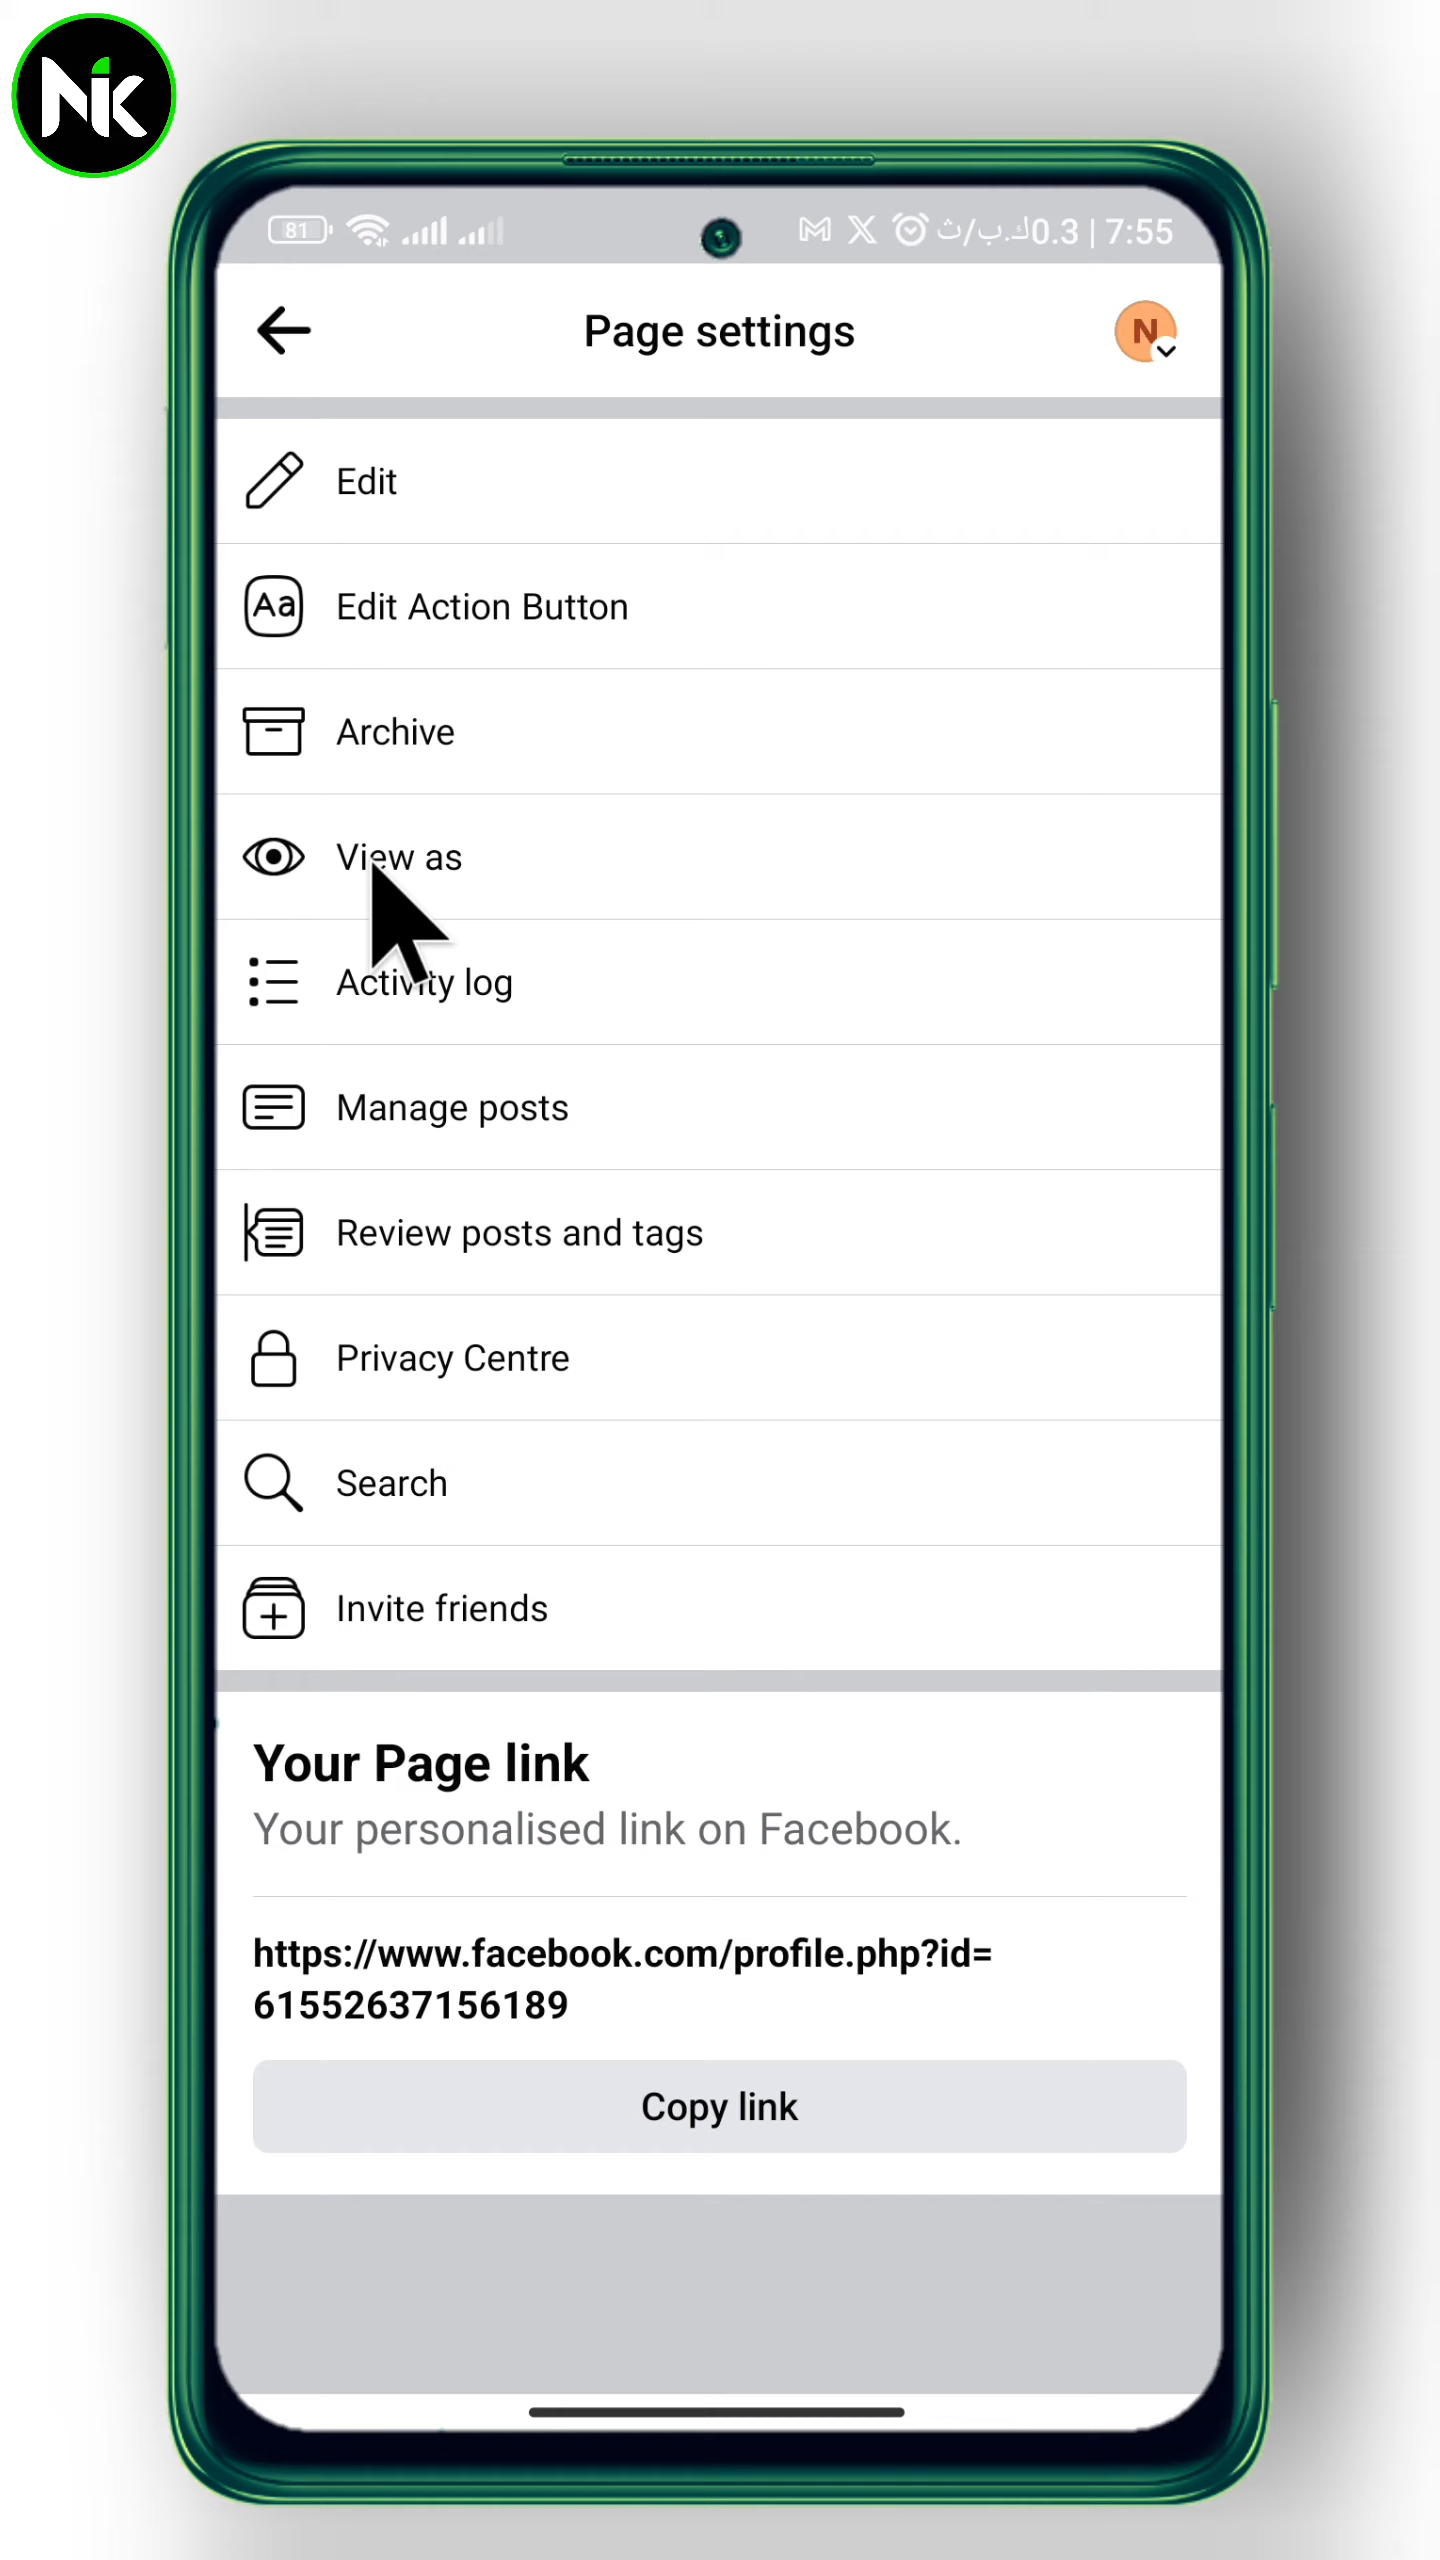 Nik
81 0.3ك.ب/ث | 7:55
Page settings
N
Edit
Aa Edit Action Button
Archive
View as
Activity log
Manage posts
Review posts and tags
Privacy Centre
Search
Invite friends
Your Page link
Your personalised link on Facebook.
https://www.facebook.com/profile.php?id=
61552637156189
Copy link